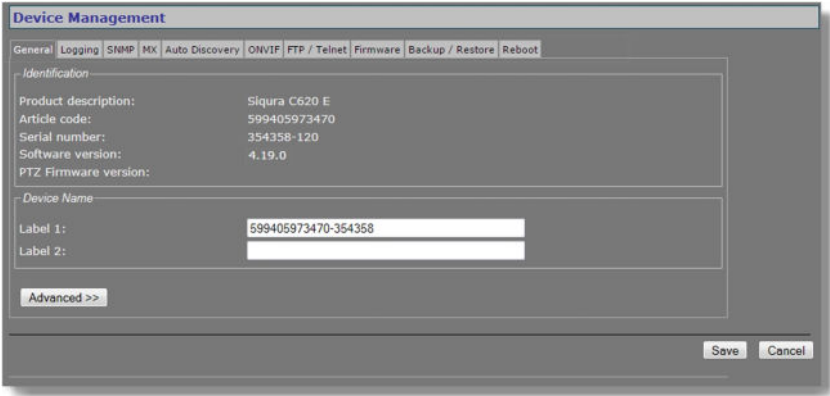 Device Management
General Logging SNMP MX Auto Discovery ONVIF FTP / Telnet Firmware Backup / Restore Reboot
Identification
Product description: Siqura C620 E
Article code: 599405973470
Serial number: 354358-120
Software version: 4.19.0
PTZ Firmware version:
Device Name
Label 1: 599405973470-354358
Label 2:
Advanced >>
Save Cancel